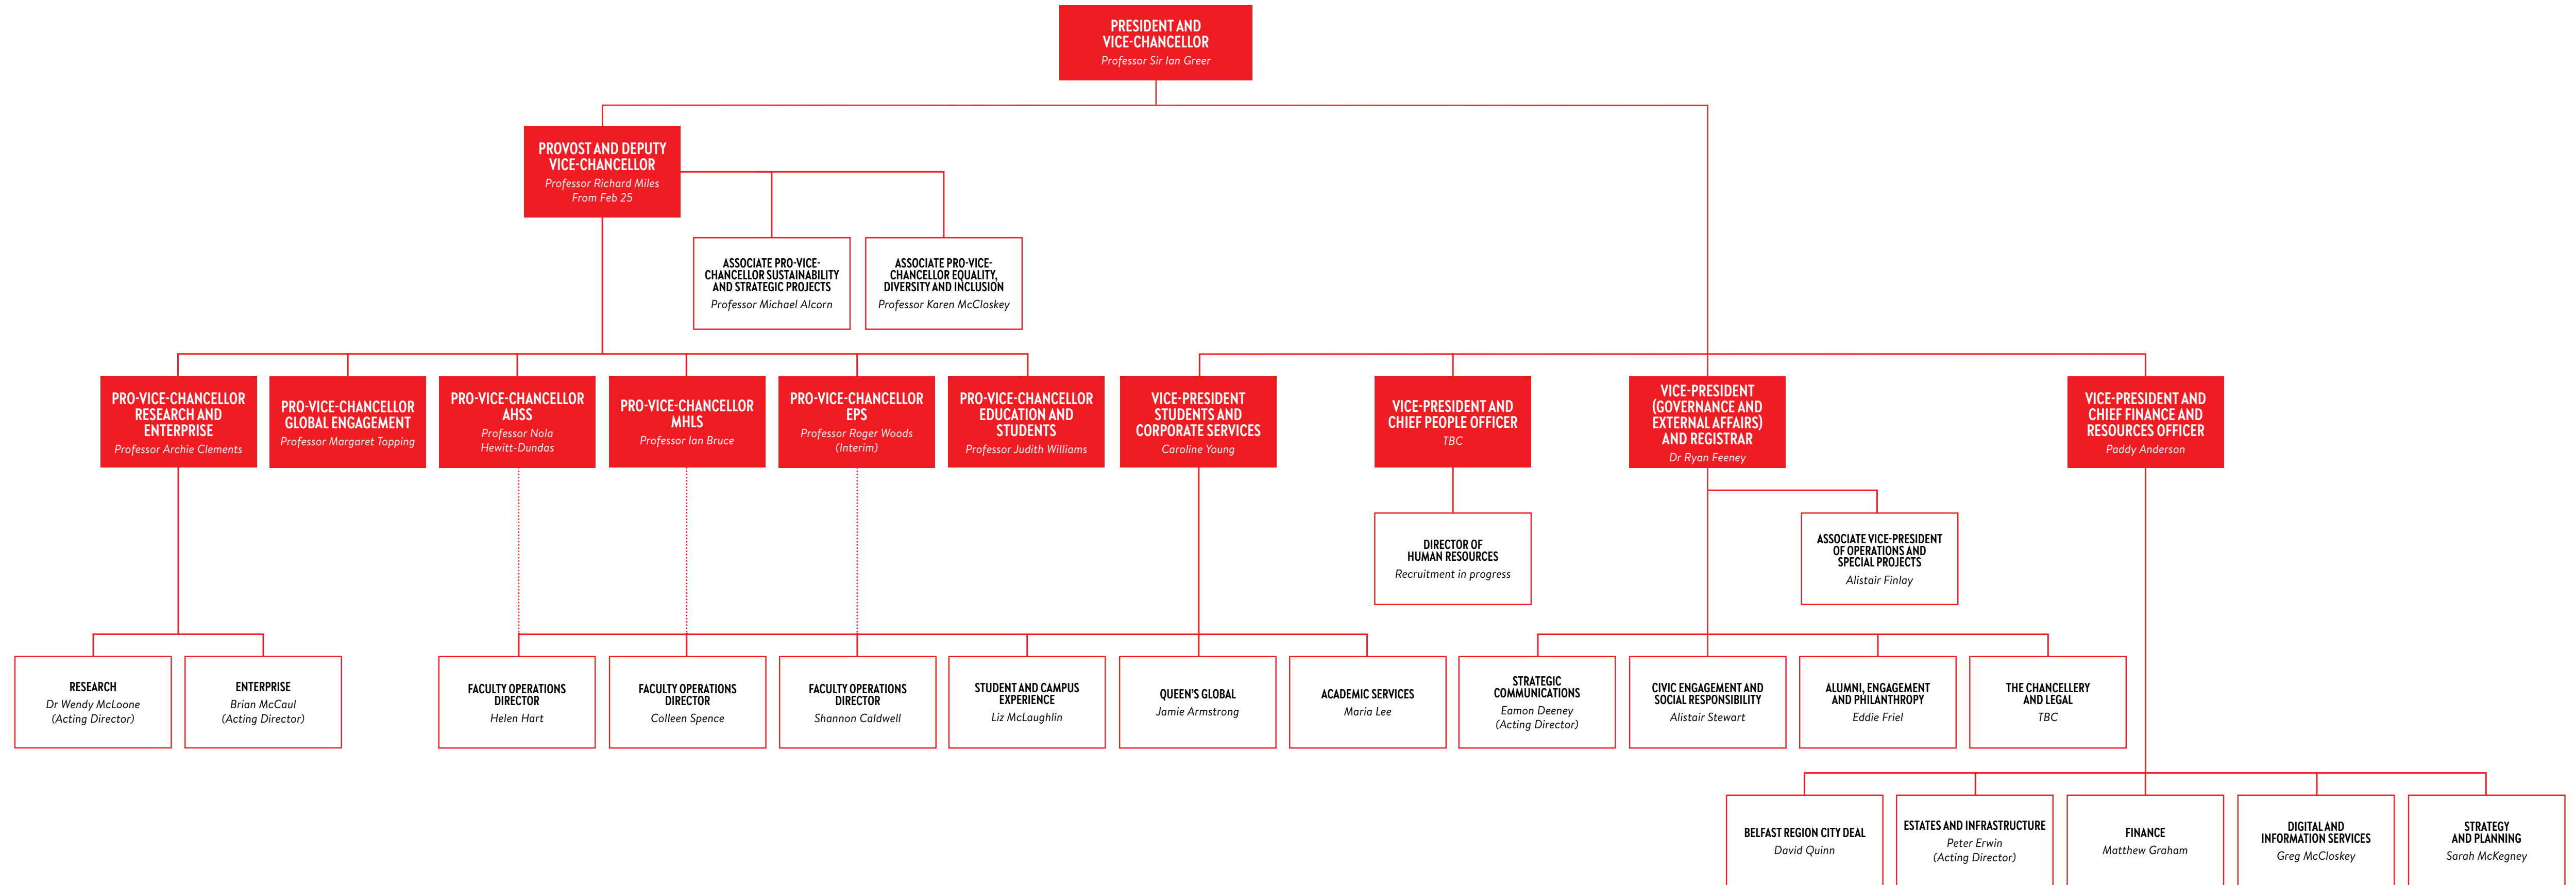 PRESIDENT AND
VICE-CHANCELLOR
Professor Sir Ian Greer
PROVOST AND DEPUTY
VICE-CHANCELLOR
Professor Richard Miles
From Feb 25
ASSOCIATE PRO-VICE-
CHANCELLOR SUSTAINABILITY
AND STRATEGIC PROJECTS
Professor Michael Alcorn
ASSOCIATE PRO-VICE-
CHANCELLOR EQUALITY,
DIVERSITY AND INCLUSION
Professor Karen McCloskey
PRO-VICE-CHANCELLOR
RESEARCH AND
ENTERPRISE
Professor Archie Clements
PRO-VICE-CHANCELLOR
GLOBAL ENGAGEMENT
Professor Margaret Topping
PRO-VICE-CHANCELLOR
AHSS
Professor Nola
Hewitt-Dundas
PRO-VICE-CHANCELLOR
MHLS
Professor Ian Bruce
PRO-VICE-CHANCELLOR
EPS
Professor Roger Woods
(Interim)
PRO-VICE-CHANCELLOR
EDUCATION AND
STUDENTS
Professor Judith Williams
VICE-PRESIDENT
STUDENTS AND
CORPORATE SERVICES
Caroline Young
VICE-PRESIDENT AND
CHIEF PEOPLE OFFICER
TBC
VICE-PRESIDENT
(GOVERNANCE AND
EXTERNAL AFFAIRS)
AND REGISTRAR
Dr Ryan Feeney
VICE-PRESIDENT AND
CHIEF FINANCE AND
RESOURCES OFFICER
Paddy Anderson
DIRECTOR OF
HUMAN RESOURCES
Recruitment in progress
ASSOCIATE VICE-PRESIDENT
OF OPERATIONS AND
SPECIAL PROJECTS
Alistair Finlay
RESEARCH
Dr Wendy McLoone
(Acting Director)
ENTERPRISE
Brian McCaul
(Acting Director)
FACULTY OPERATIONS
DIRECTOR
Helen Hart
FACULTY OPERATIONS
DIRECTOR
Colleen Spence
FACULTY OPERATIONS
DIRECTOR
Shannon Caldwell
STUDENT AND CAMPUS
EXPERIENCE
Liz McLaughlin
QUEEN'S GLOBAL
Jamie Armstrong
ACADEMIC SERVICES
Maria Lee
STRATEGIC
COMMUNICATIONS
Eamon Deeney
(Acting Director)
CIVIC ENGAGEMENT AND
SOCIAL RESPONSIBILITY
Alistair Stewart
ALUMNI, ENGAGEMENT
AND PHILANTHROPY
Eddie Friel
THE CHANCELLERY
AND LEGAL
TBC
BELFAST REGION CITY DEAL
David Quinn
ESTATES AND INFRASTRUCTURE
Peter Erwin
(Acting Director)
FINANCE
Matthew Graham
DIGITAL AND
INFORMATION SERVICES
Greg McCloskey
STRATEGY
AND PLANNING
Sarah McKegney